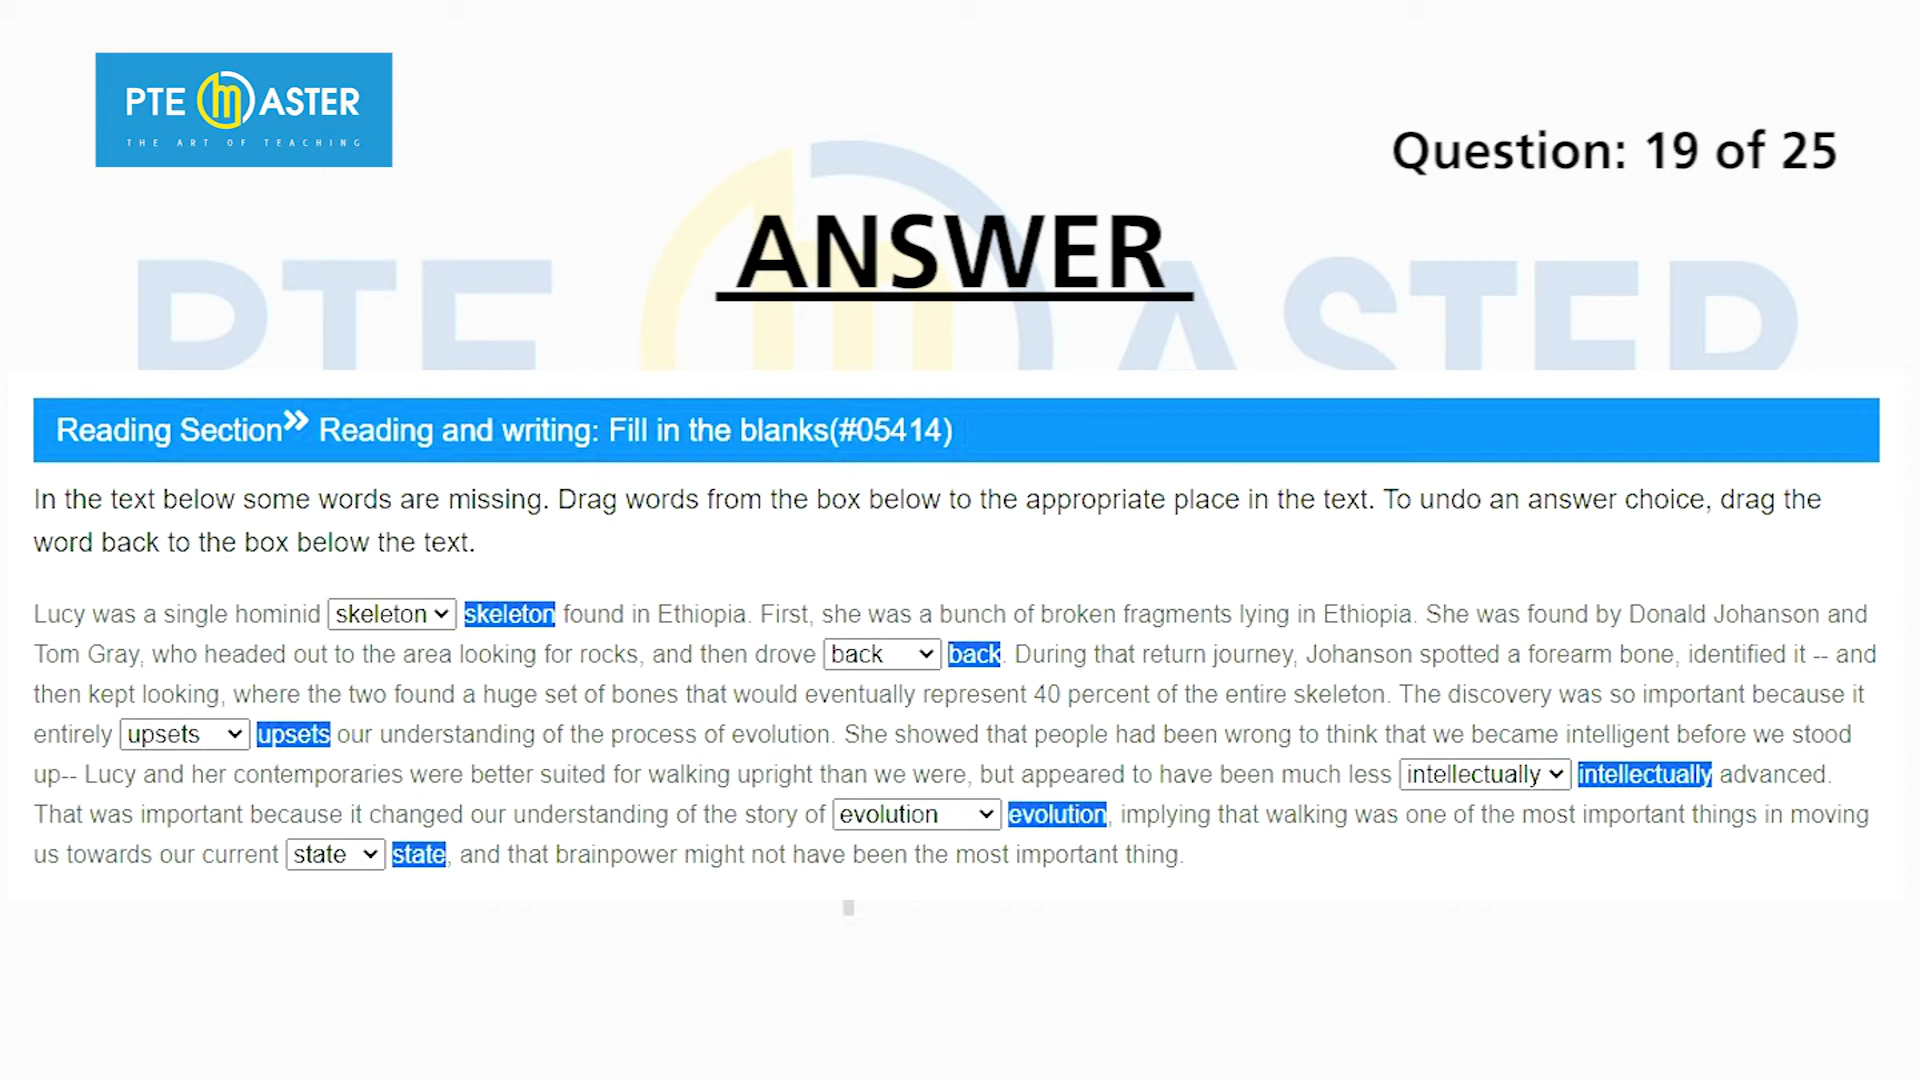 PTE MASTER
THE ART OF TEACHING
Question: 19 of 25
ANSWER
PTE MASTER
Reading Section» Reading and writing: Fill in the blanks(#05414)
In the text below some words are missing. Drag words from the box below to the appropriate place in the text. To undo an answer choice, drag the
word back to the box below the text.
Lucy was a single hominid skeleton skeleton found in Ethiopia. First, she was a bunch of broken fragments lying in Ethiopia. She was found by Donald Johanson and
Tom Gray, who headed out to the area looking for rocks, and then drove back back. During that return journey, Johanson spotted a forearm bone, identified it -- and
then kept looking, where the two found a huge set of bones that would eventually represent 40 percent of the entire skeleton. The discovery was so important because it
entirely upsets upsets our understanding of the process of evolution. She showed that people had been wrong to think that we became intelligent before we stood
up-- Lucy and her contemporaries were better suited for walking upright than we were, but appeared to have been much less intellectually intellectually advanced.
That was important because it changed our understanding of the story of evolution evolution, implying that walking was one of the most important things in moving
us towards our current state state, and that brainpower might not have been the most important thing.